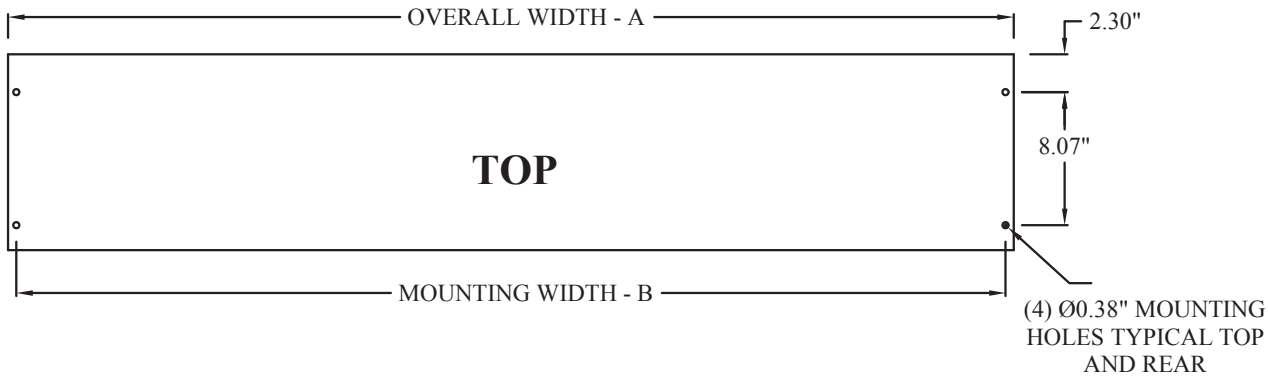 OVERALL WIDTH - A
2.30"
8.07"
TOP
MOUNTING WIDTH - B
(4) Ø0.38" MOUNTING
HOLES TYPICAL TOP
AND REAR